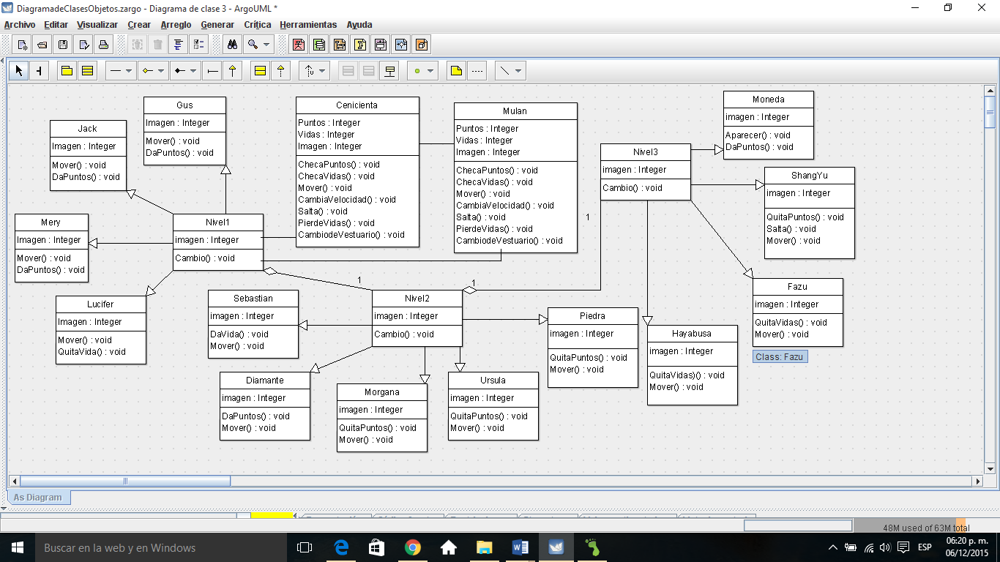 DiagramadeClasesObjetos.zargo - Diagrama de clase 3 - ArgoUML *
Archivo Editar Visualizar Crear Arreglo Generar Crítica Herramientas Ayuda
Jack
Imagen : Integer
Mover() : void
DaPuntos() : void
Gus
Imagen : Integer
Mover() : void
DaPuntos() : void
Cenicienta
Puntos : Integer
Vidas : Integer
Imagen : Integer
ChecaPuntos() : void
ChecaVidas() : void
Mover() : void
CambiaVelocidad() : void
Salta() : void
PierdeVidas() : void
CambiodeVestuario() : void
Mulan
Puntos : Integer
Vidas : Integer
Imagen : Integer
ChecaPuntos() : void
ChecaVidas() : void
Mover() : void
CambiaVelocidad() : void
Salta() : void
PierdeVidas() : void
CambiodeVestuario() : void
Nivel3
imagen : Integer
Cambio() : void
Moneda
imagen : Integer
Aparecer() : void
DaPuntos() : void
ShangYu
imagen : Integer
QuitaPuntos() : void
Salta() : void
Mover() : void
Mery
Imagen : Integer
Mover() : void
DaPuntos() : void
Nivel1
imagen : Integer
Cambio() : void
1
1
1
Lucifer
Imagen : Integer
Mover() : void
QuitaVida() : void
Sebastian
imagen : Integer
DaVida() : void
Mover() : void
Nivel2
imagen : Integer
Cambio() : void
Piedra
imagen : Integer
QuitaPuntos() : void
Mover() : void
Hayabusa
imagen : Integer
QuitaVidas)() : void
Mover() : void
Fazu
imagen : Integer
QuitaVidas() : void
Mover() : void
Class: Fazu
Diamante
imagen : Integer
DaPuntos() : void
Mover() : void
Morgana
imagen : Integer
QuitaPuntos() : void
Mover() : void
Ursula
imagen : Integer
QuitaPuntos() : void
Mover() : void
As Diagram
48M used of 63M total
Buscar en la web y en Windows
ESP
06:20 p. m.
06/12/2015